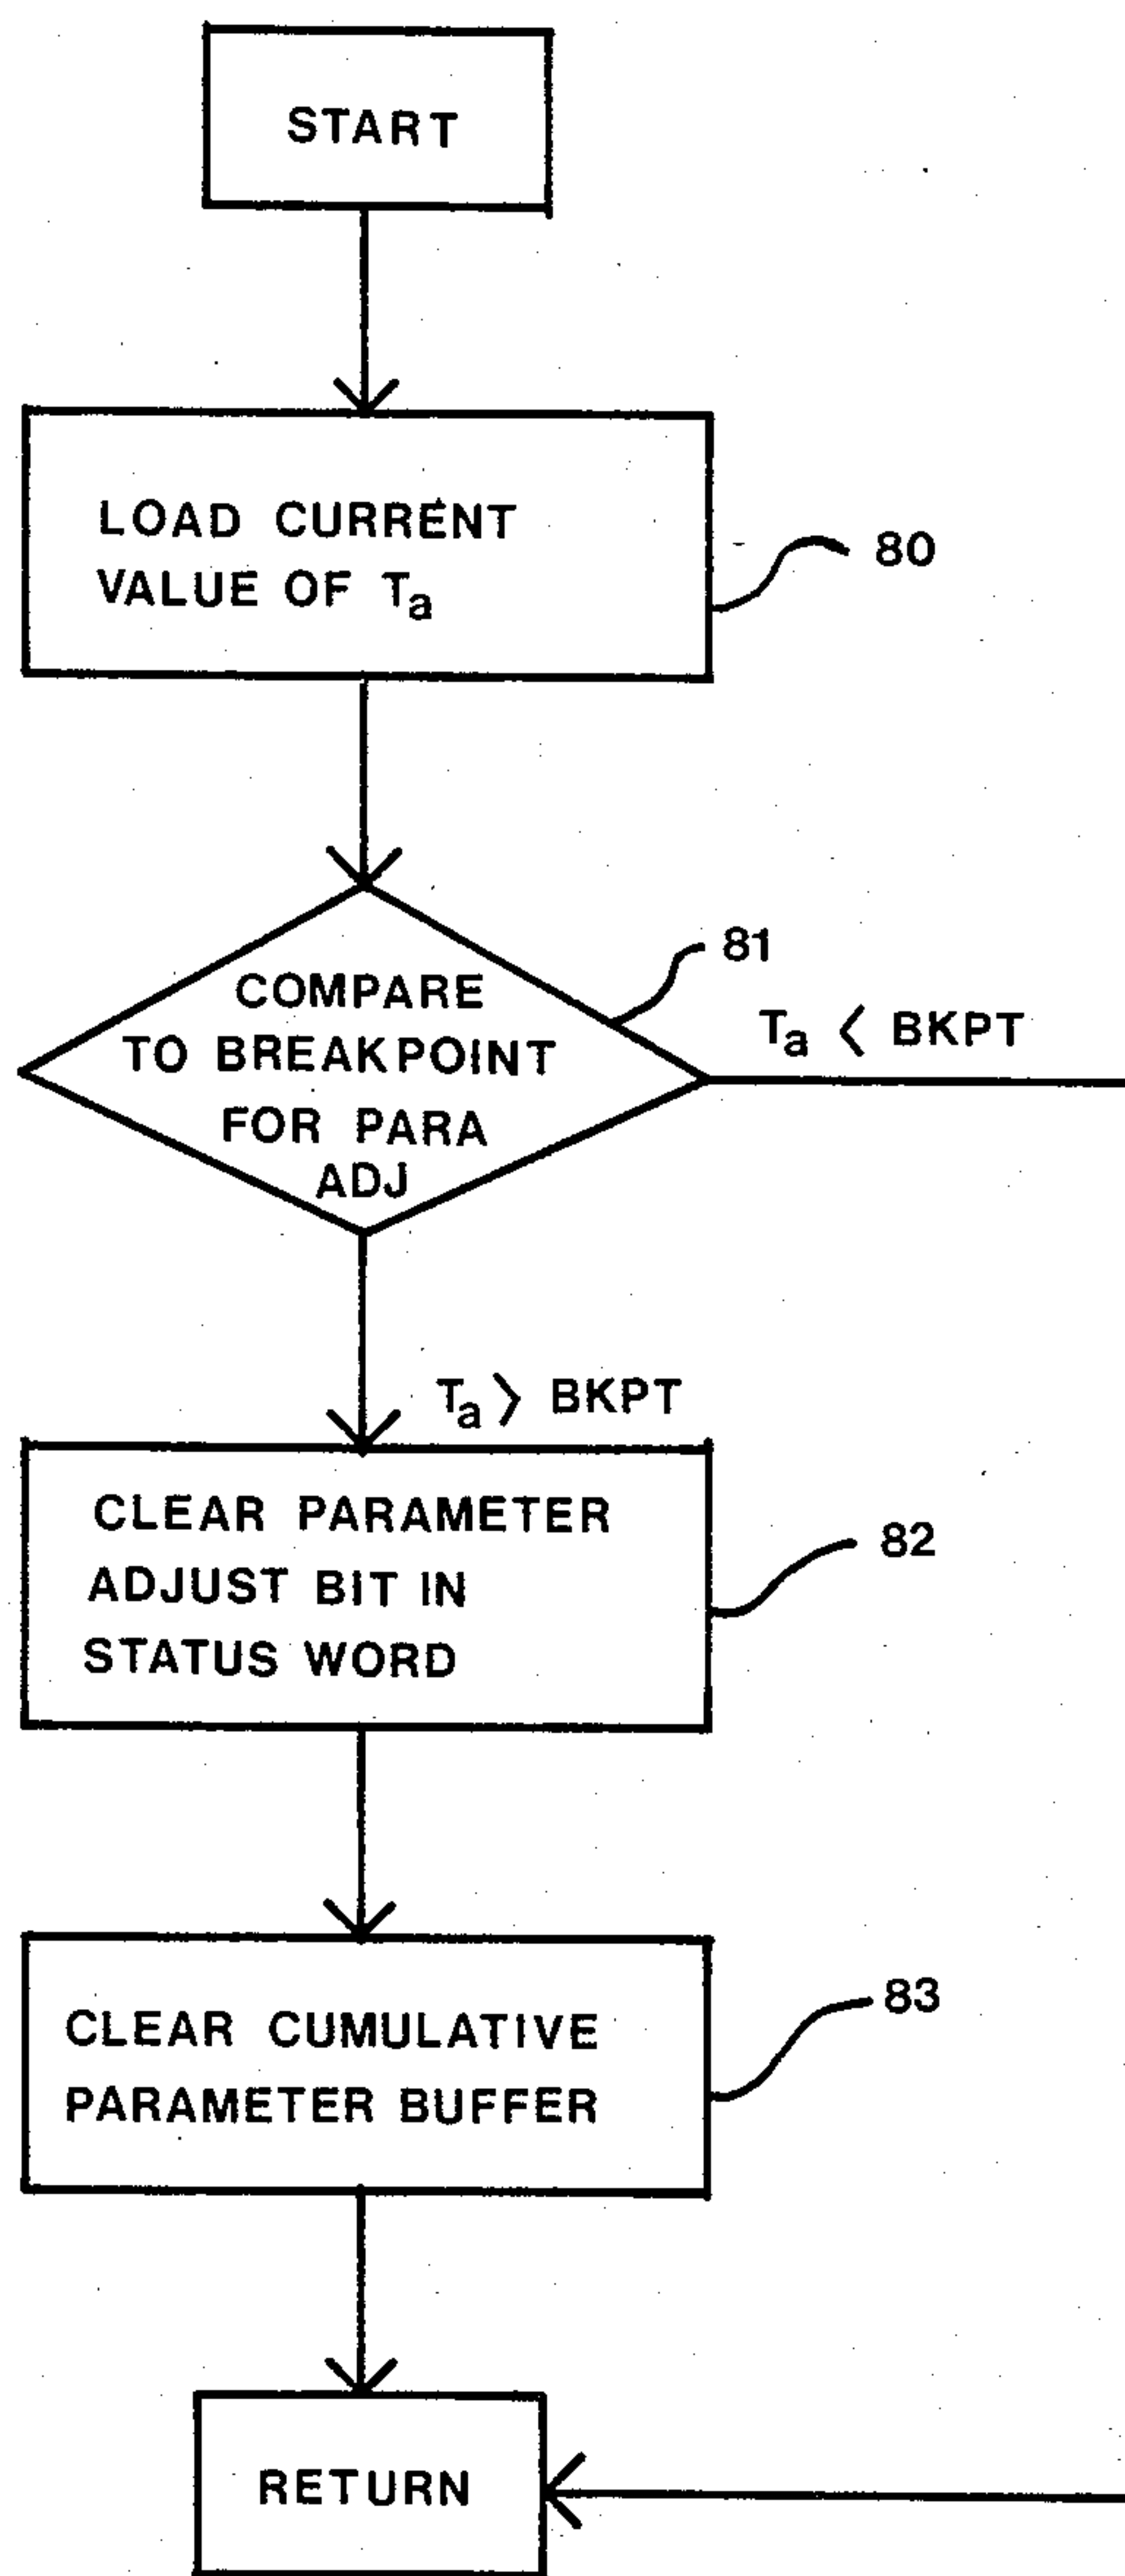 START
LOAD CURRENT
VALUE OF Ta
80
COMPARE
TO BREAKPOINT
FOR PARA
ADJ
81
Ta < BKPT
Ta > BKPT
CLEAR PARAMETER
ADJUST BIT IN
STATUS WORD
82
CLEAR CUMULATIVE
PARAMETER BUFFER
83
RETURN